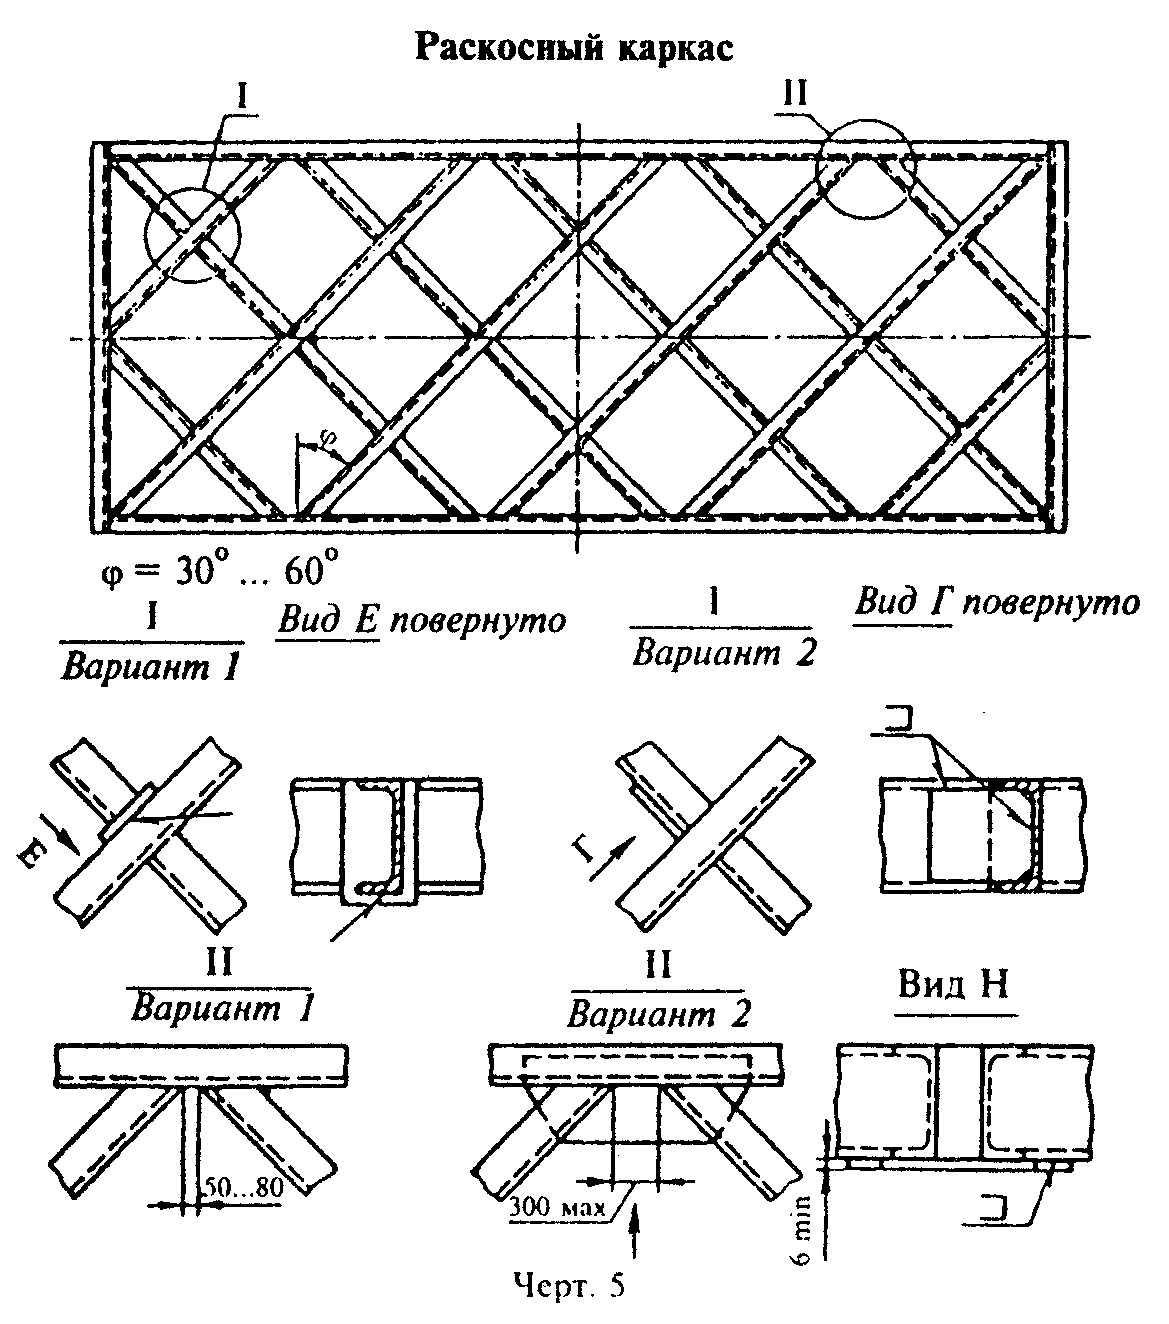 Раскосный каркас
I
II
φ
φ = 30° ... 60°
I
Вариант 1
Вид Е повернуто
I
Вариант 2
Вид Г повернуто
Е
Г
II
Вариант 1
II
Вариант 2
Вид Н
50...80
300 мах
6 min
Черт. 5